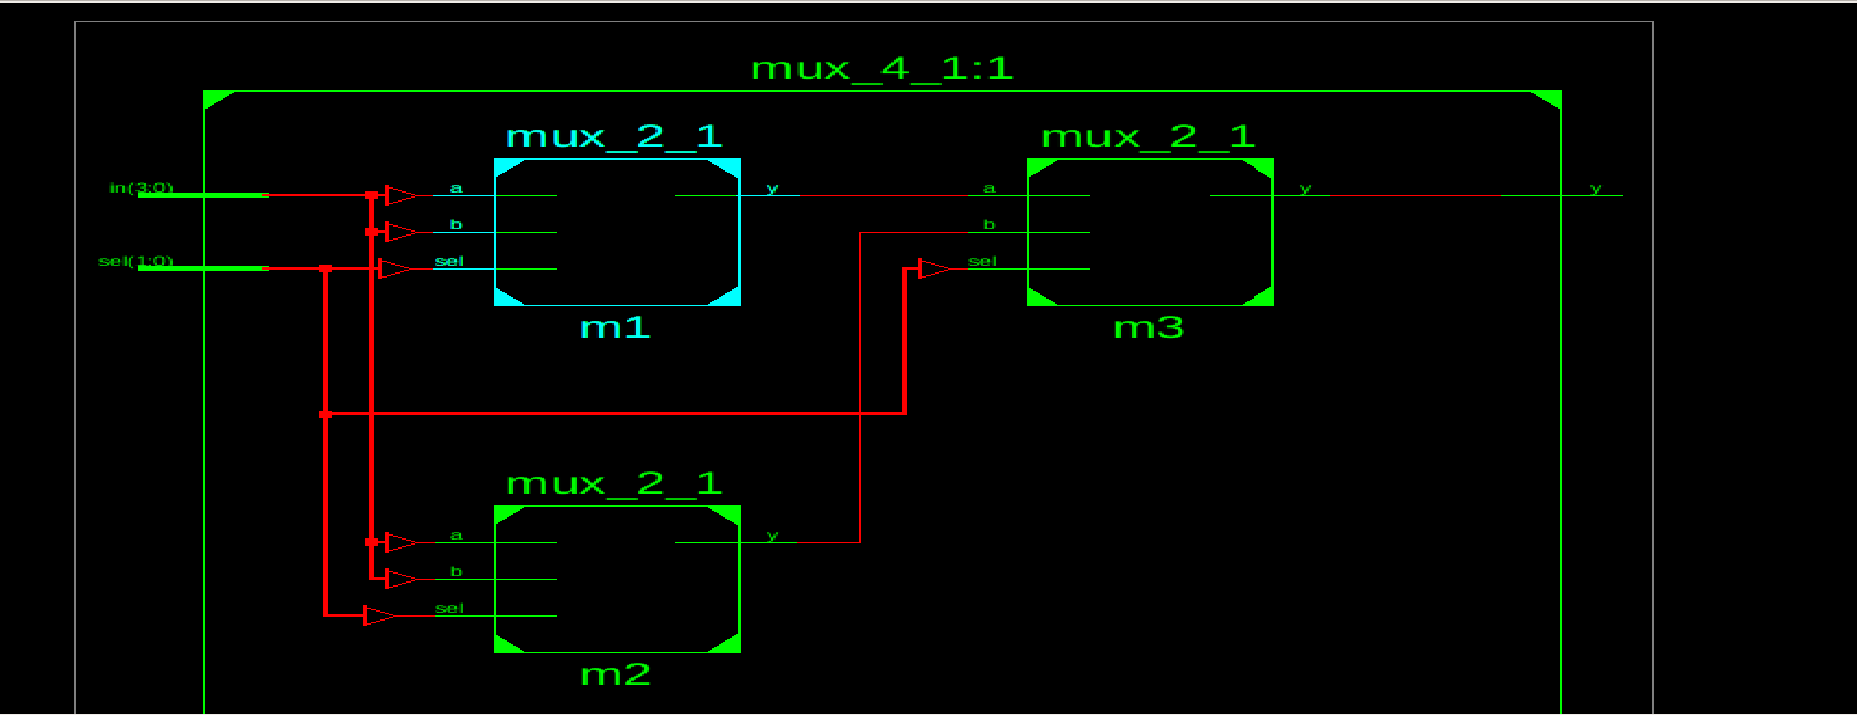 mux_4_1:1
mux_2_1
mux_2_1
in(3:0)
a
y
a
y
y
b
b
sel(1:0)
sel
sel
m1
m3
mux_2_1
a
y
b
sel
m2